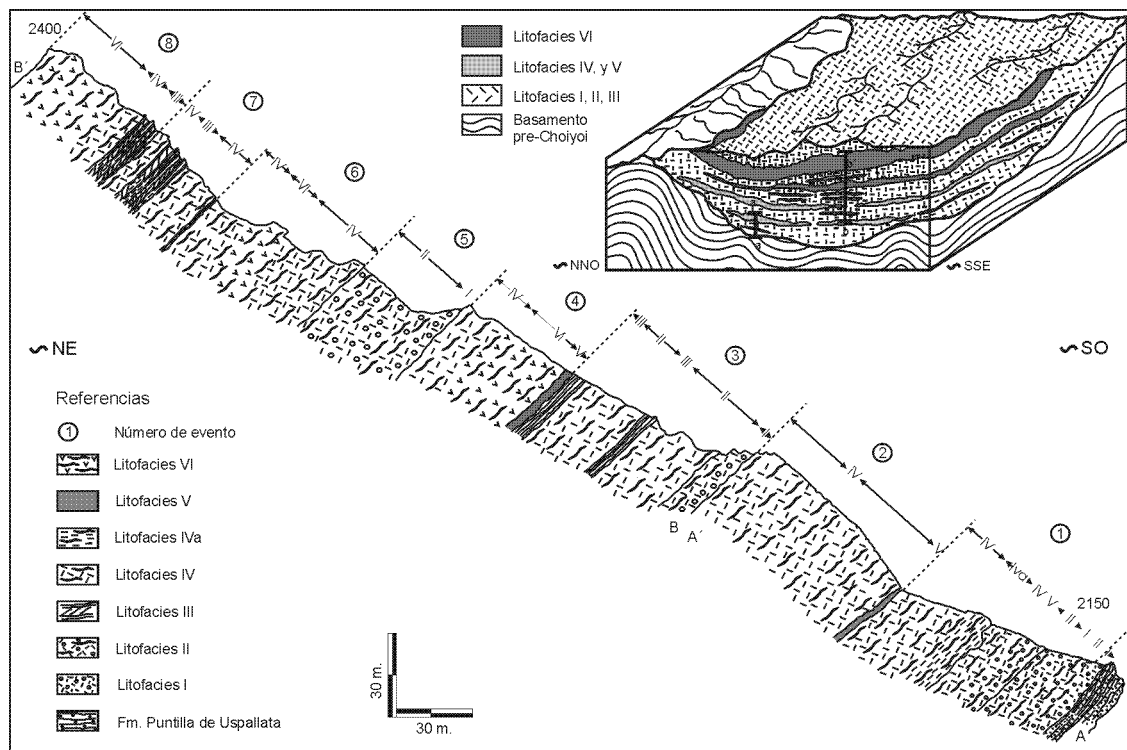 2400
B´
VI
8
IV
III
IV
III
IV
7
IV
VI
IV
6
II
I
5
IV
VI
V
4
III
II
III
II
3
IV
V
2
IV
IVa
IV
V
II
I
II
1
2150
B
A´
A
NE
SO
Litofacies VI
Litofacies IV, y V
Litofacies I, II, III
Basamento
pre-Choiyoi
NNO
SSE
Referencias
1 Número de evento
Litofacies VI
Litofacies V
Litofacies IVa
Litofacies IV
Litofacies III
Litofacies II
Litofacies I
Fm. Puntilla de Uspallata
30 m.
30 m.